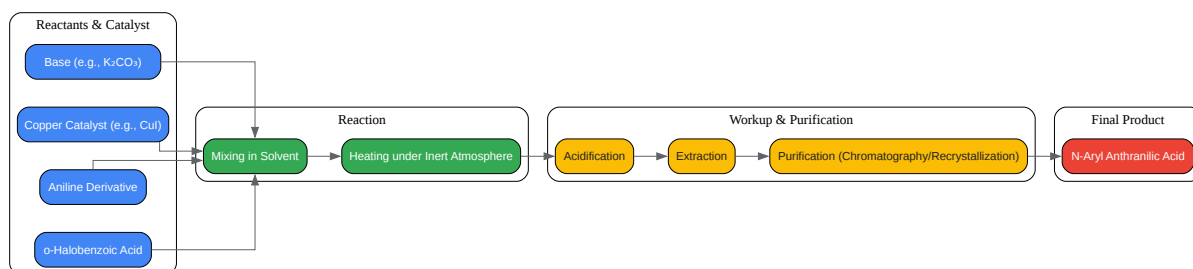 Reactants & Catalyst
Base (e.g., K₂CO₃)
Copper Catalyst (e.g., CuI)
Aniline Derivative
o-Halobenzoic Acid
Reaction
Mixing in Solvent
Heating under Inert Atmosphere
Workup & Purification
Acidification
Extraction
Purification (Chromatography/Recrystallization)
Final Product
N-Aryl Anthranilic Acid